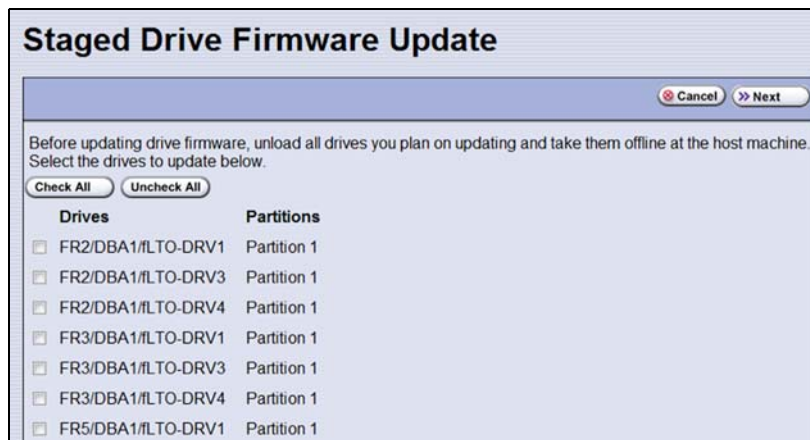 Staged Drive Firmware Update
Cancel Next
Before updating drive firmware, unload all drives you plan on updating and take them offline at the host machine.
Select the drives to update below.
Check All Uncheck All
Drives Partitions
FR2/DBA1/fLTO-DRV1 Partition 1
FR2/DBA1/fLTO-DRV3 Partition 1
FR2/DBA1/fLTO-DRV4 Partition 1
FR3/DBA1/fLTO-DRV1 Partition 1
FR3/DBA1/fLTO-DRV3 Partition 1
FR3/DBA1/fLTO-DRV4 Partition 1
FR5/DBA1/fLTO-DRV1 Partition 1